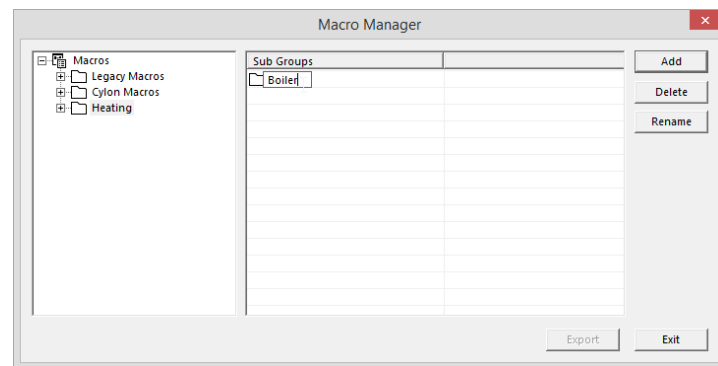 Macro Manager
Macros
Legacy Macros
Cylon Macros
Heating
Sub Groups
Boiler
Add
Delete
Rename
Export
Exit